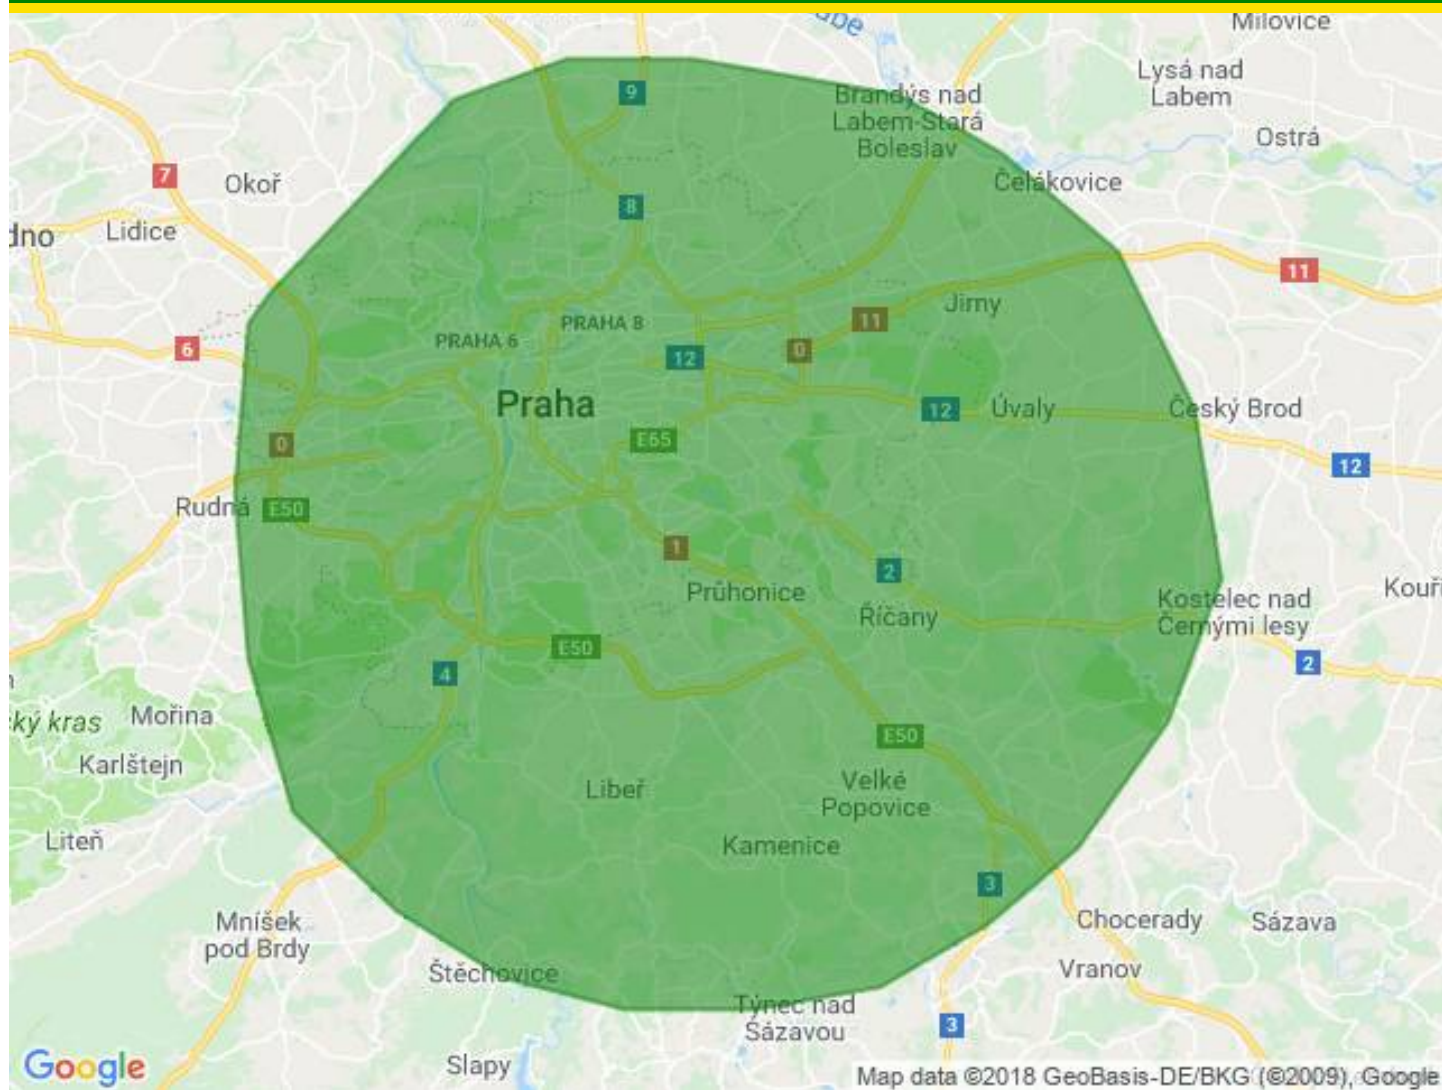 Milovice
9
Lysá nad
Labem
Brandýs nad
Labem-Stará
Boleslav
Ostrá
7
Okoř
Čelákovice
8
dno
Lidice
11
Jirny
11
PRAHA 8
PRAHA 6
6
12
0
Praha
12
Úvaly
Český Brod
0
E65
12
Rudná
E50
1
2
Průhonice
Říčany
Kostelec nad
Černými lesy
Kouři
E50
2
4
Mořina
ský kras
E50
Karlštejn
Libeř
Velké
Popovice
Liteň
Kamenice
3
Mníšek
pod Brdy
Chocerady
Sázava
Štěchovice
Vranov
Týnec nad
Sázavou
3
Slapy
Google
Map data ©2018 GeoBasis-DE/BKG (©2009), Google